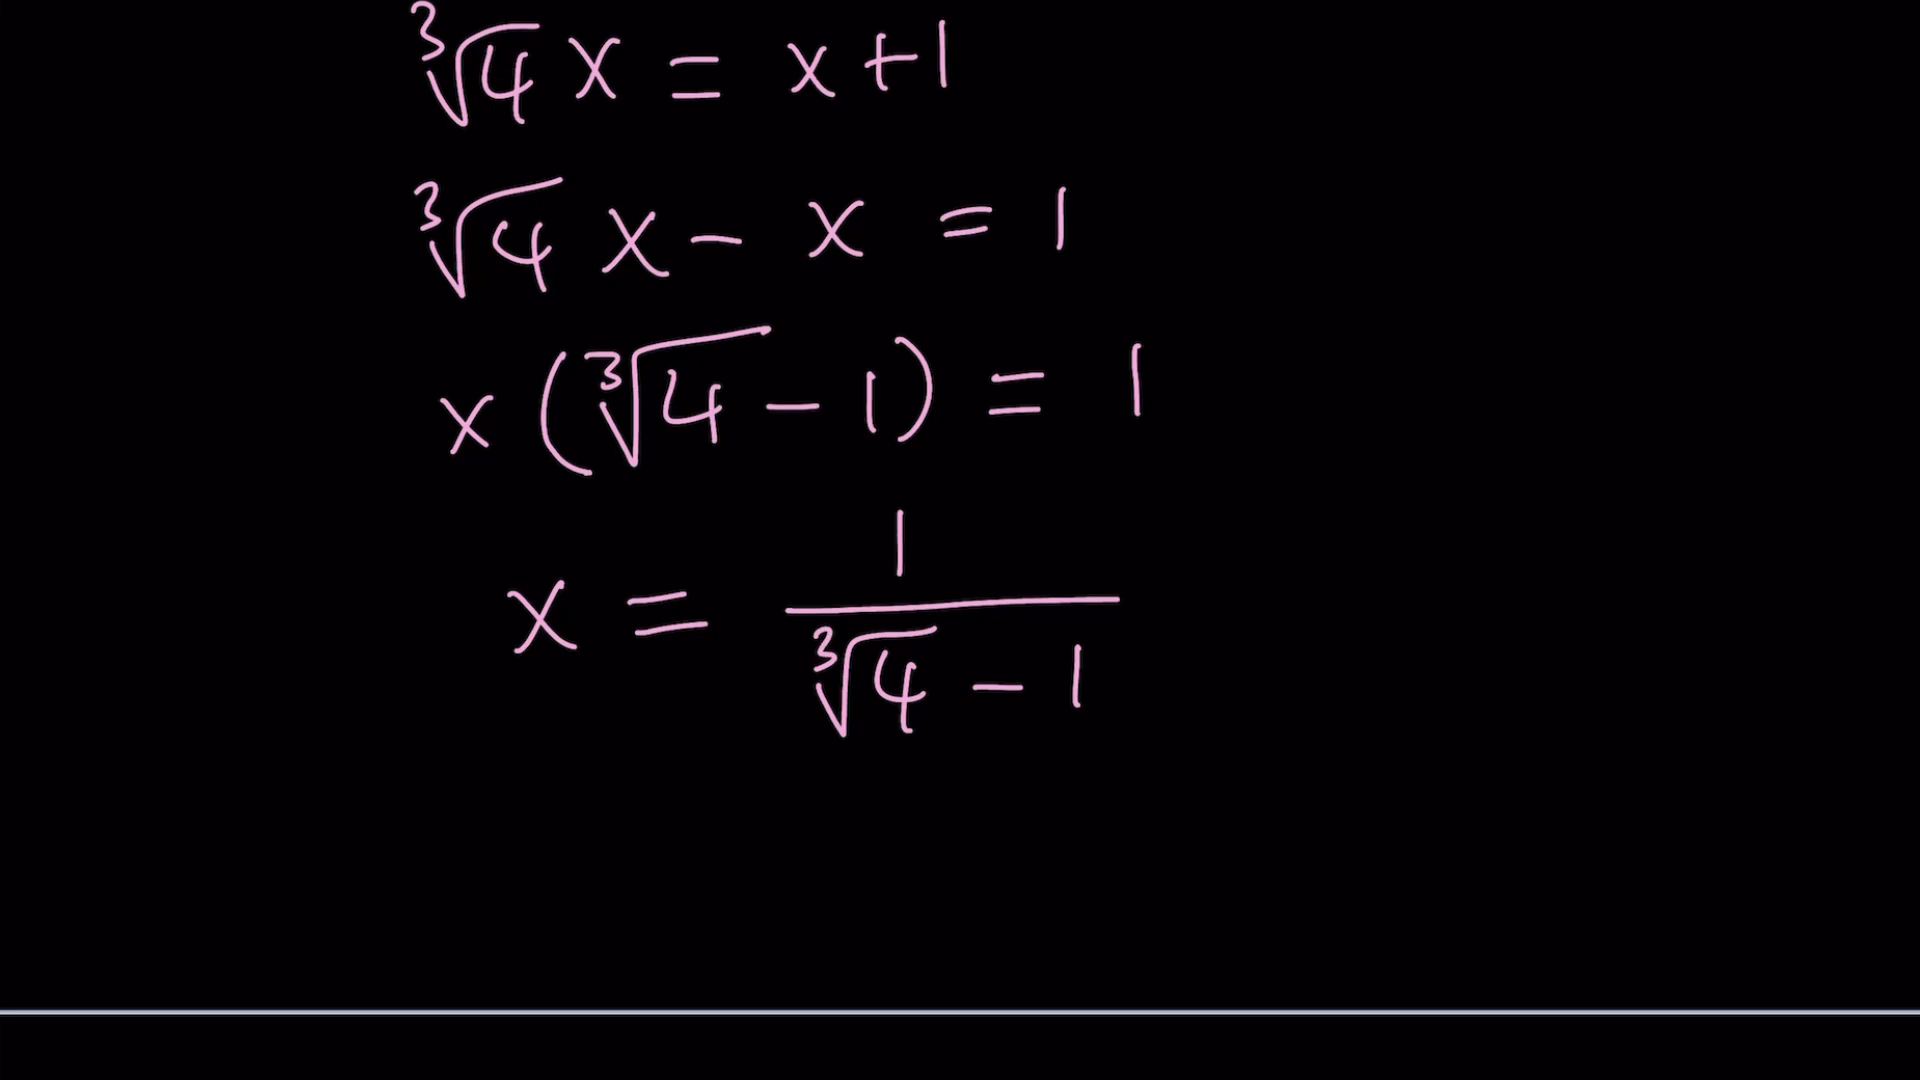 ∛4 x = x + 1
∛4 x − x = 1
x (∛4 − 1) = 1
x = 1 / (∛4 − 1)